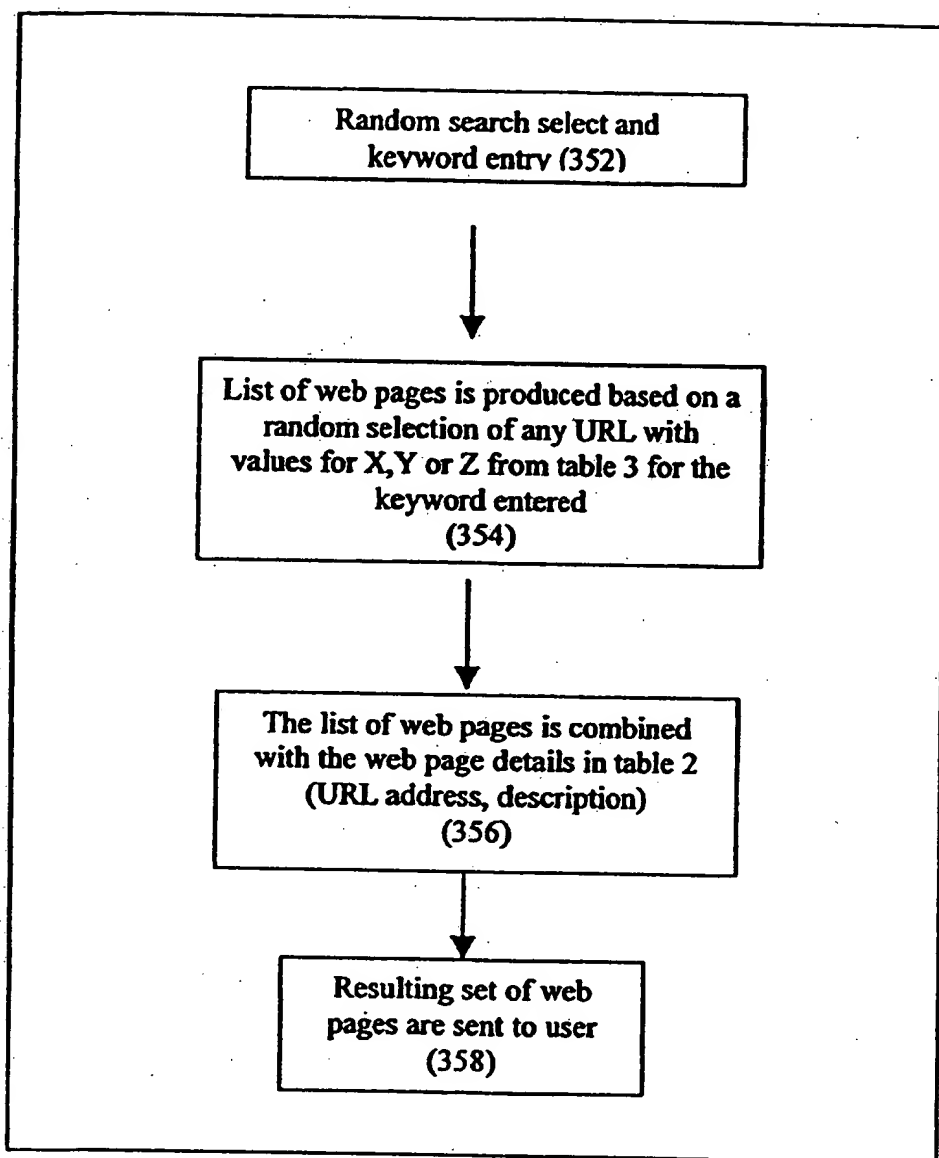 Random search select and
keyword entry (352)
List of web pages is produced based on a
random selection of any URL with
values for X,Y or Z from table 3 for the
keyword entered
(354)
The list of web pages is combined
with the web page details in table 2
(URL address, description)
(356)
Resulting set of web
pages are sent to user
(358)